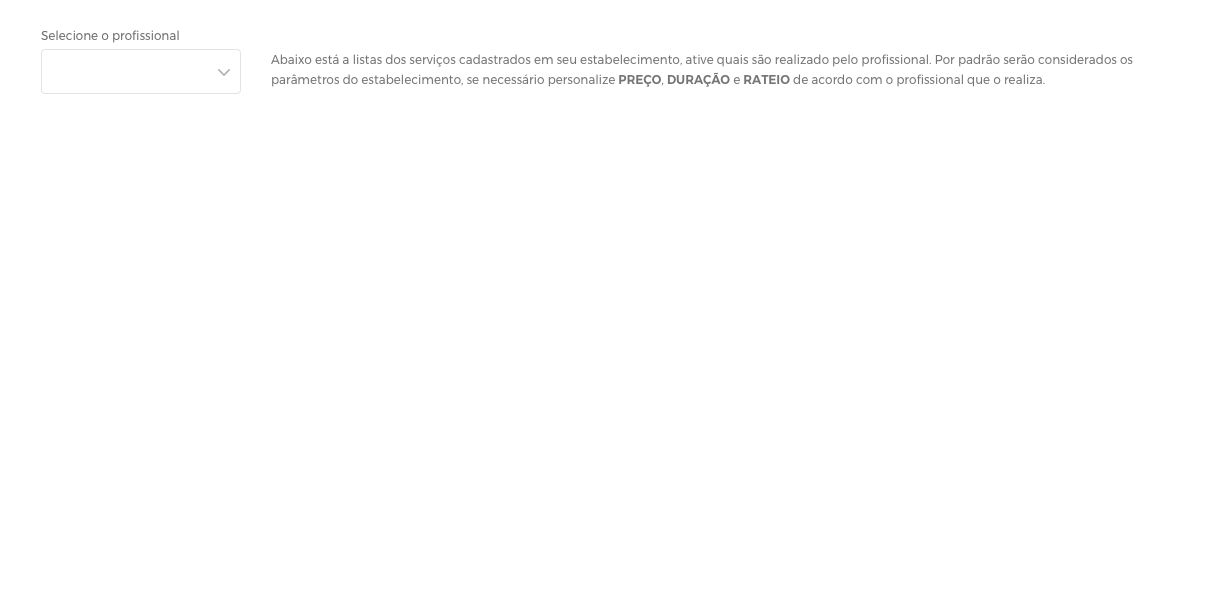 Selecione o profissional
Abaixo está a listas dos serviços cadastrados em seu estabelecimento, ative quais são realizado pelo profissional. Por padrão serão considerados os
parâmetros do estabelecimento, se necessário personalize PREÇO, DURAÇÃO e RATEIO de acordo com o profissional que o realiza.